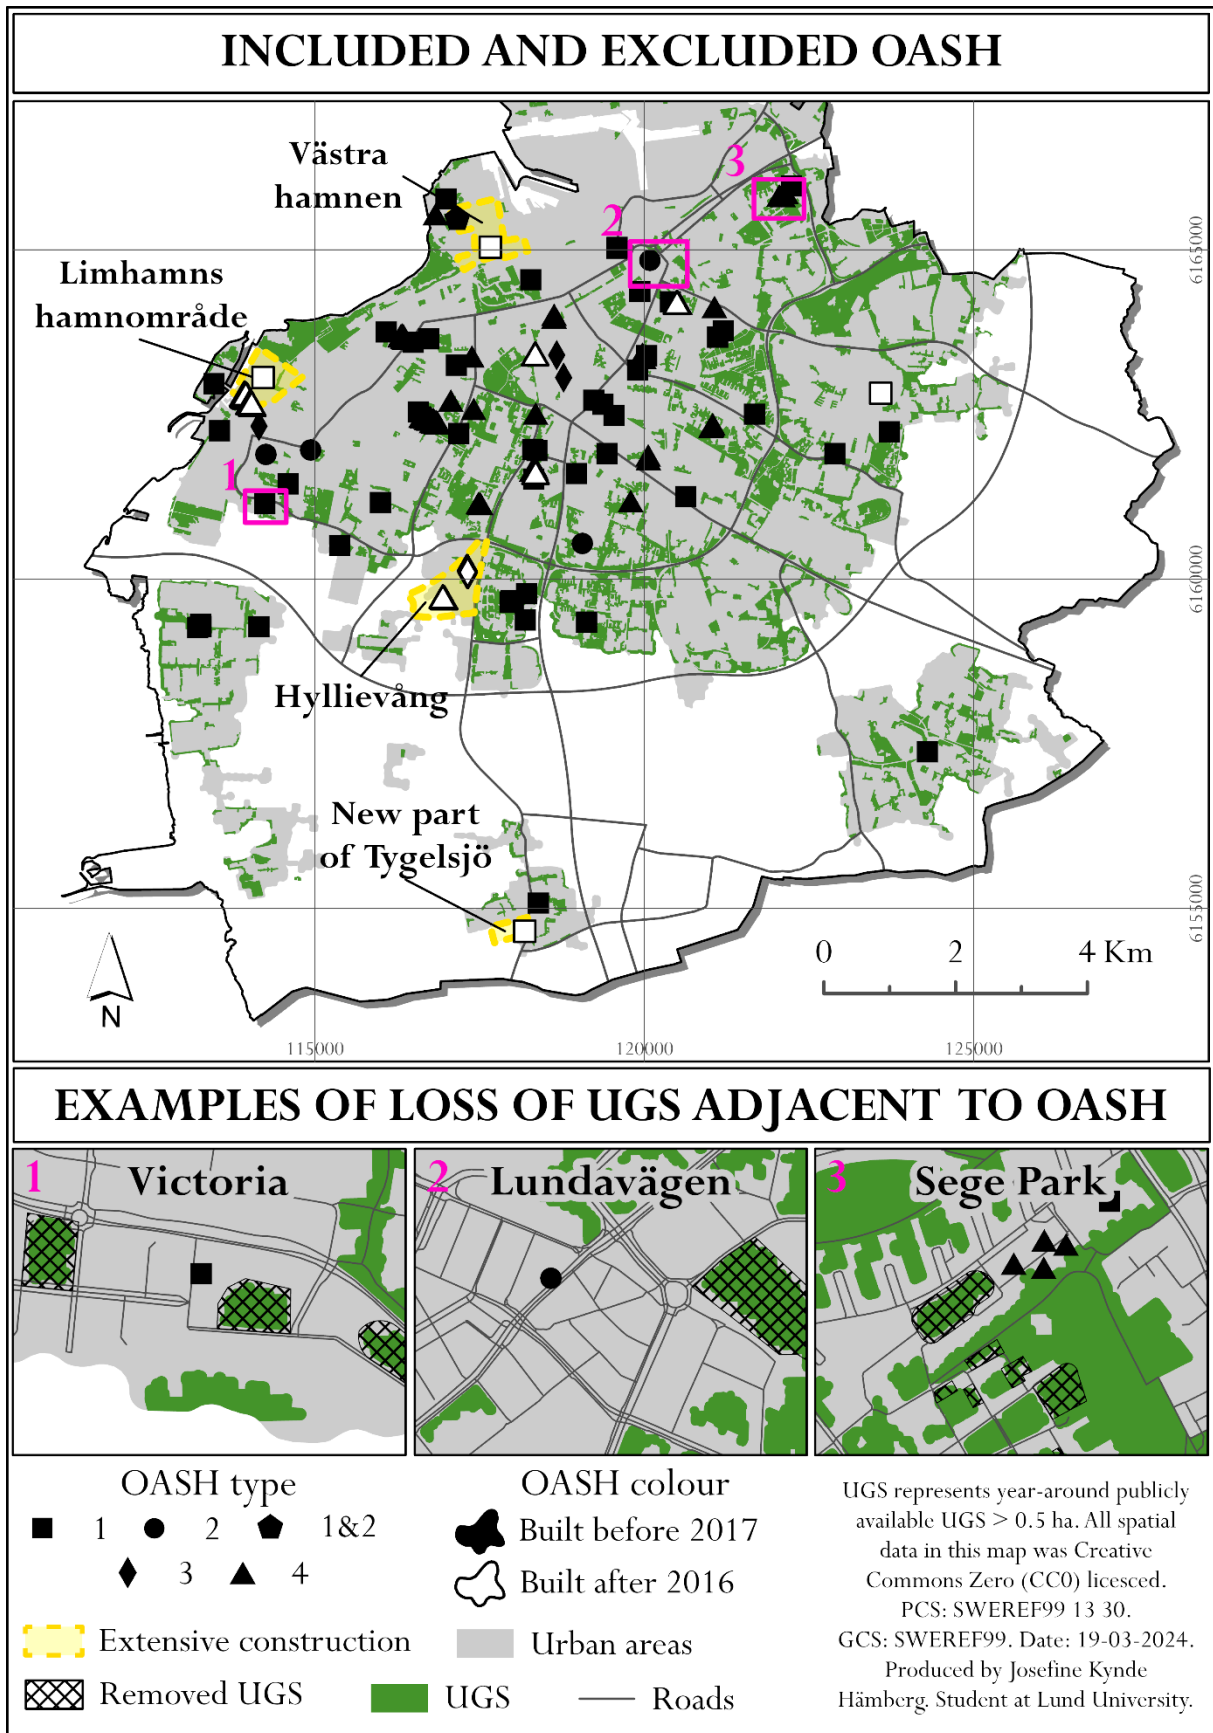 INCLUDED AND EXCLUDED OASH
Västra
hamnen
3
2
Limhamns
hamnområde
6165000
1
6160000
Hyllievång
New part
of Tygelsjö
6155000
0 2 4 Km
N
115000 120000 125000
EXAMPLES OF LOSS OF UGS ADJACENT TO OASH
1 Victoria
2 Lundavägen
3 Sege Park
OASH type
1 2 1&2
3 4
OASH colour
Built before 2017
Built after 2016
Extensive construction
Urban areas
Removed UGS
UGS
Roads
UGS represents year-around publicly
available UGS > 0.5 ha. All spatial
data in this map was Creative
Commons Zero (CC0) licesced.
PCS: SWEREF99 13 30.
GCS: SWEREF99. Date: 19-03-2024.
Produced by Josefine Kynde
Hämberg. Student at Lund University.